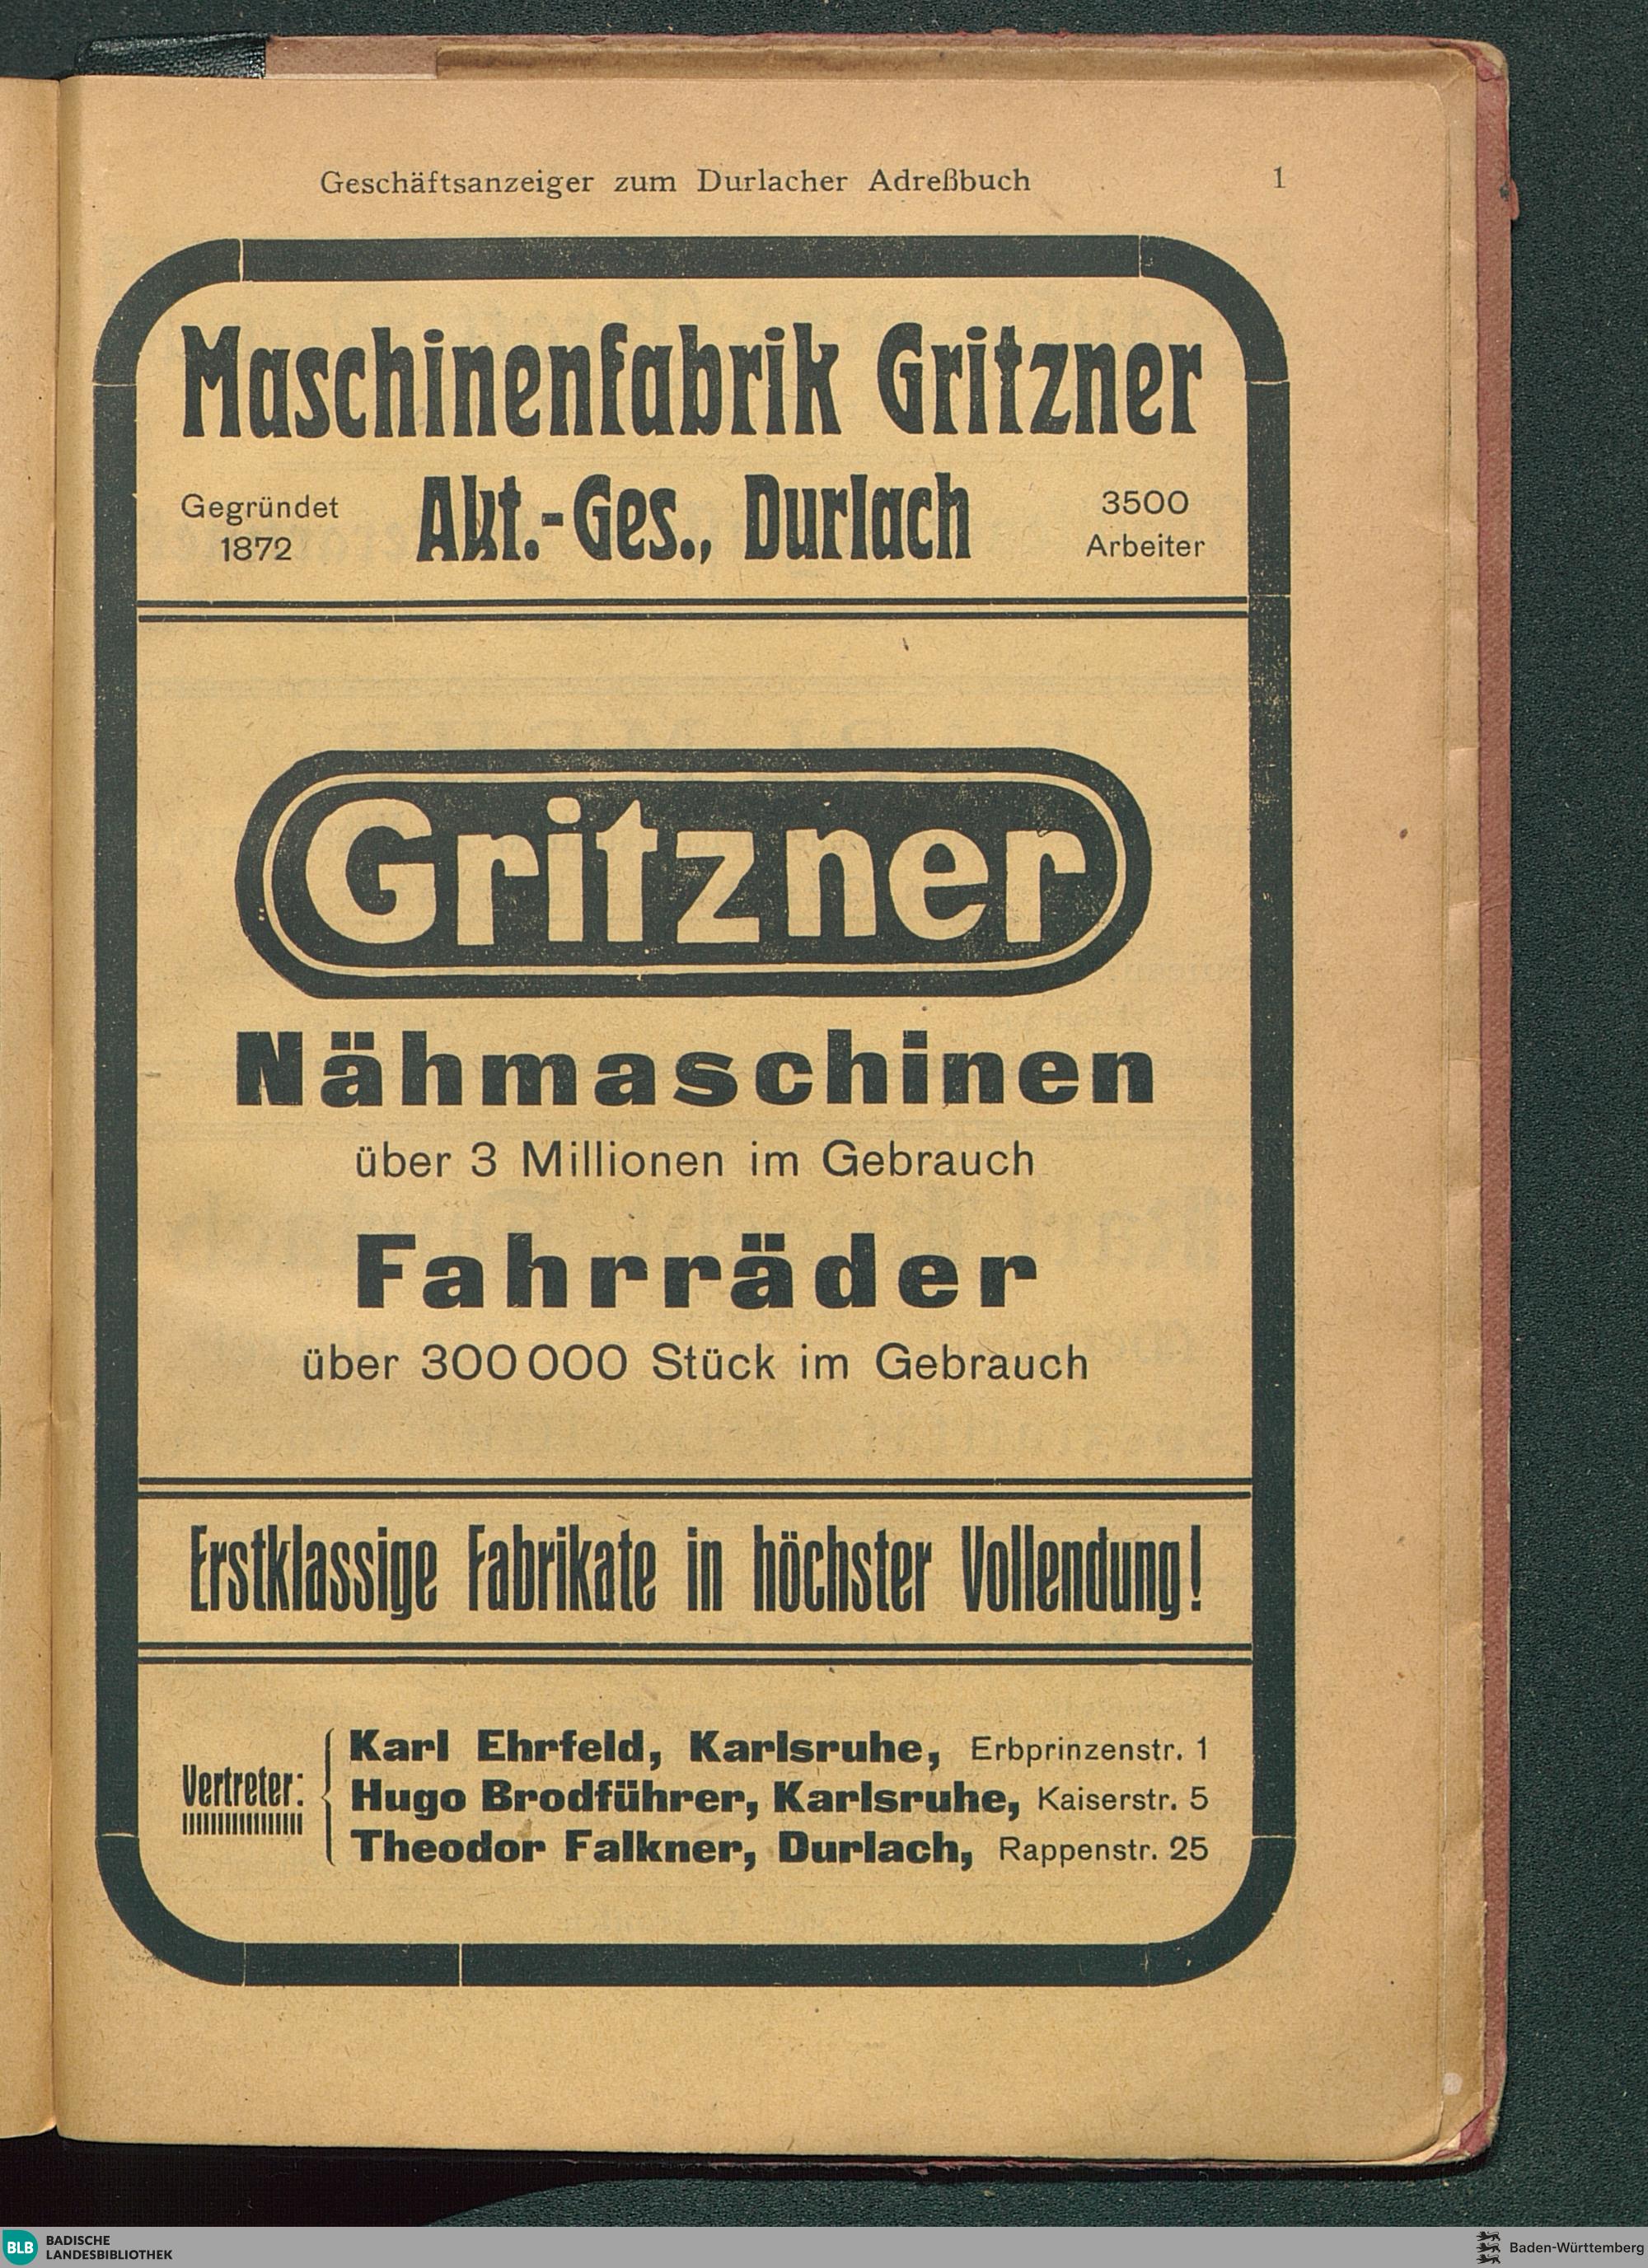 Geschäftsanzeiger zum Durlacher Adreßbuch 1
Maschinenfabrik Gritzner
Gegründet
1872
Akt.-Ges., Durlach
3500
Arbeiter
Gritzner
Nähmaschinen
über 3 Millionen im Gebrauch
Fahrräder
über 300000 Stück im Gebrauch
Erstklassige Fabrikate in höchster Vollendung!
Vertreter:
Karl Ehrfeld, Karlsruhe, Erbprinzenstr. 1
Hugo Brodführer, Karlsruhe, Kaiserstr. 5
Theodor Falkner, Durlach, Rappenstr. 25
BLB BADISCHE
LANDESBIBLIOTHEK
Baden-Württemberg